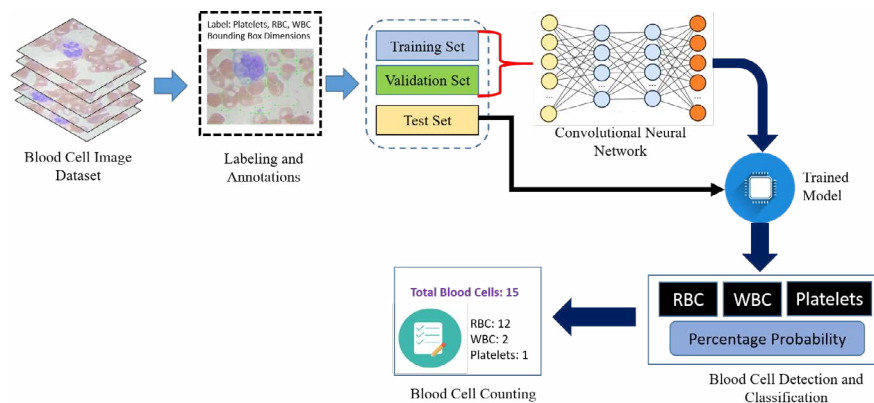 Label: Platelets, RBC, WBC
Bounding Box Dimensions
Blood Cell Image
Dataset
Labeling and
Annotations
Training Set
Validation Set
Test Set
Convolutional Neural
Network
Trained
Model
RBC
WBC
Platelets
Percentage Probability
Blood Cell Detection and
Classification
Total Blood Cells: 15
RBC: 12
WBC: 2
Platelets: 1
Blood Cell Counting